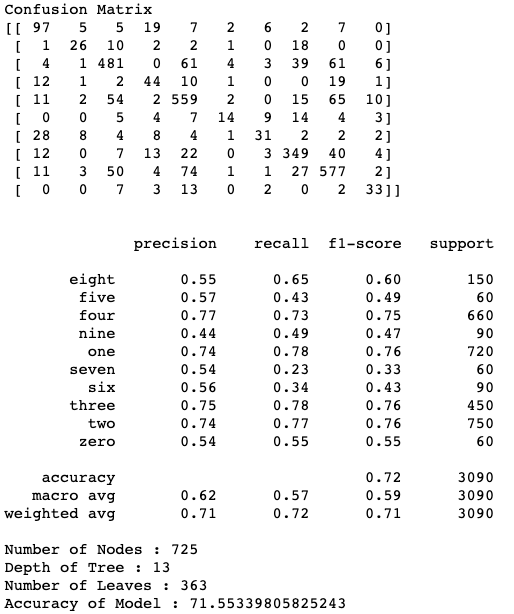 Confusion Matrix
[[ 97 5 5 19 7 2 6 2 7 0]
[ 1 26 10 2 2 1 0 18 0 0]
[ 4 1 481 0 61 4 3 39 61 6]
[ 12 1 2 44 10 1 0 0 19 1]
[ 11 2 54 2 559 2 0 15 65 10]
[ 0 0 5 4 7 14 9 14 4 3]
[ 28 8 4 8 4 1 31 2 2 2]
[ 12 0 7 13 22 0 3 349 40 4]
[ 11 3 50 4 74 1 1 27 577 2]
[ 0 0 7 3 13 0 2 0 2 33]]
precision recall f1-score support
eight 0.55 0.65 0.60 150
five 0.57 0.43 0.49 60
four 0.77 0.73 0.75 660
nine 0.44 0.49 0.47 90
one 0.74 0.78 0.76 720
seven 0.54 0.23 0.33 60
six 0.56 0.34 0.43 90
three 0.75 0.78 0.76 450
two 0.74 0.77 0.76 750
zero 0.54 0.55 0.55 60
accuracy 0.72 3090
macro avg 0.62 0.57 0.59 3090
weighted avg 0.71 0.72 0.71 3090
Number of Nodes : 725
Depth of Tree : 13
Number of Leaves : 363
Accuracy of Model : 71.55339805825243